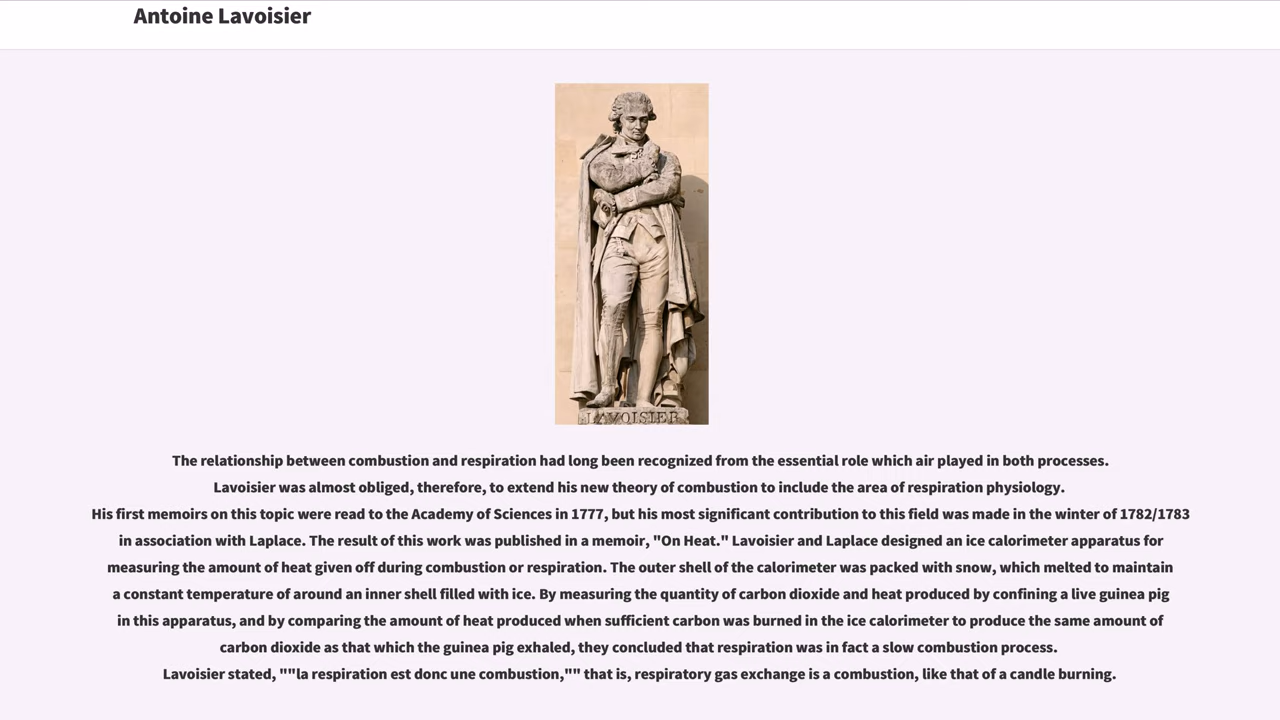 Antoine Lavoisier
LAVOISIER
The relationship between combustion and respiration had long been recognized from the essential role which air played in both processes.
Lavoisier was almost obliged, therefore, to extend his new theory of combustion to include the area of respiration physiology.
His first memoirs on this topic were read to the Academy of Sciences in 1777, but his most significant contribution to this field was made in the winter of 1782/1783
in association with Laplace. The result of this work was published in a memoir, "On Heat." Lavoisier and Laplace designed an ice calorimeter apparatus for
measuring the amount of heat given off during combustion or respiration. The outer shell of the calorimeter was packed with snow, which melted to maintain
a constant temperature of around an inner shell filled with ice. By measuring the quantity of carbon dioxide and heat produced by confining a live guinea pig
in this apparatus, and by comparing the amount of heat produced when sufficient carbon was burned in the ice calorimeter to produce the same amount of
carbon dioxide as that which the guinea pig exhaled, they concluded that respiration was in fact a slow combustion process.
Lavoisier stated, ""la respiration est donc une combustion,"" that is, respiratory gas exchange is a combustion, like that of a candle burning.